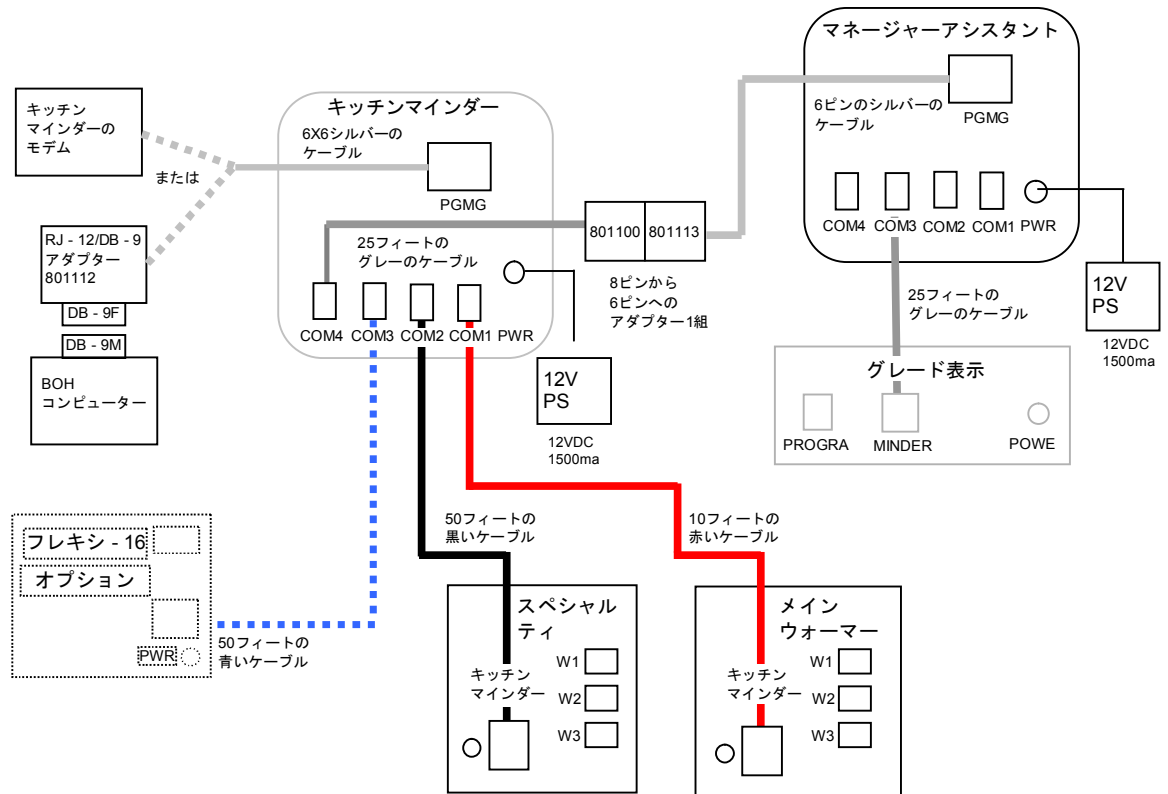 マネージャーアシスタント
6ピンのシルバーの
ケーブル
PGMG
COM4 COM3 COM2 COM1 PWR
12V
PS
12VDC
1500ma
25フィートの
グレーのケーブル
グレード表示
PROGRA
MINDER
POWE
キッチンマインダー
6X6シルバーの
ケーブル
PGMG
25フィートの
グレーのケーブル
COM4 COM3 COM2 COM1 PWR
12V
PS
12VDC
1500ma
801100
801113
8ピンから
6ピンへの
アダプター1組
キッチン
マインダーの
モデム
または
RJ - 12/DB - 9
アダプター
801112
DB - 9F
DB - 9M
BOH
コンピューター
フレキシ - 16
オプション
PWR
50フィートの
青いケーブル
50フィートの
黒いケーブル
10フィートの
赤いケーブル
スペシャル
ティ
W1
キッチン
マインダー
W2
W3
メイン
ウォーマー
W1
キッチン
マインダー
W2
W3